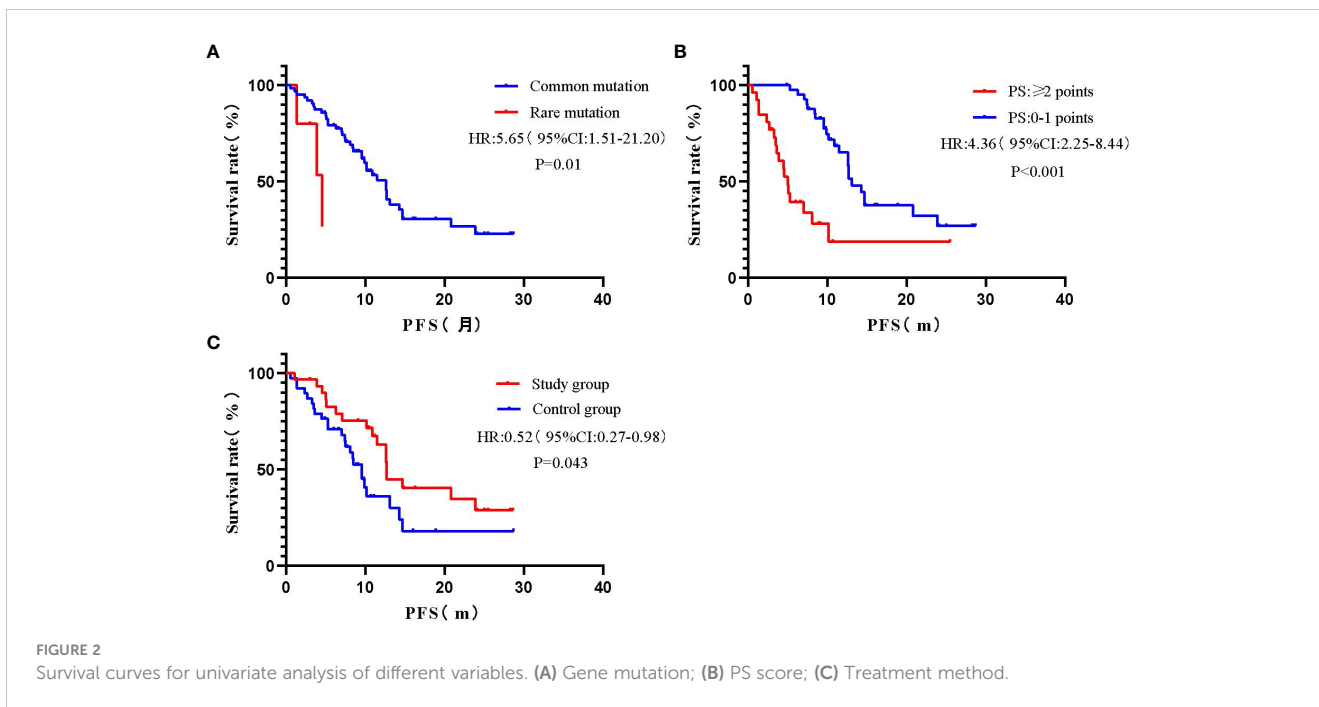 A
Survival rate( %)
100
50
0
0 10 20 30 40
PFS( 月)
Common mutation
Rare mutation
HR:5.65( 95%CI:1.51-21.20)
P=0.01
B
Survival rate( %)
100
50
0
0 10 20 30 40
PFS( m)
PS:≥2 points
PS:0-1 points
HR:4.36( 95%CI:2.25-8.44)
P<0.001
C
Survival rate( %)
100
50
0
0 10 20 30 40
PFS( m)
Study group
Control group
HR:0.52( 95%CI:0.27-0.98)
P=0.043
FIGURE 2
Survival curves for univariate analysis of different variables. (A) Gene mutation; (B) PS score; (C) Treatment method.